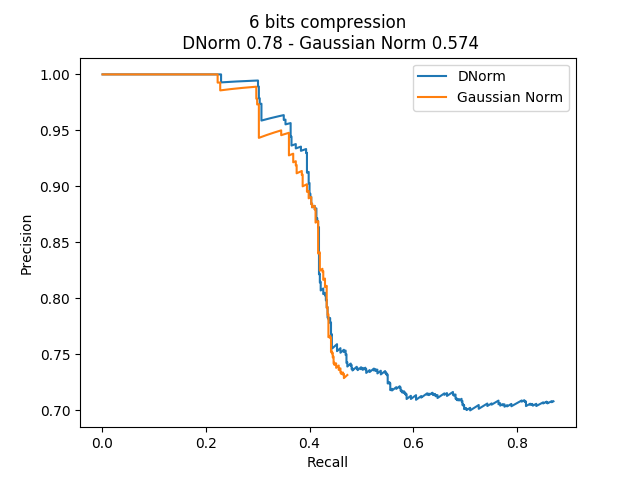 6 bits compression
DNorm 0.78 - Gaussian Norm 0.574
DNorm
Gaussian Norm
1.00
0.95
0.90
0.85
0.80
0.75
0.70
Precision
0.0 0.2 0.4 0.6 0.8
Recall